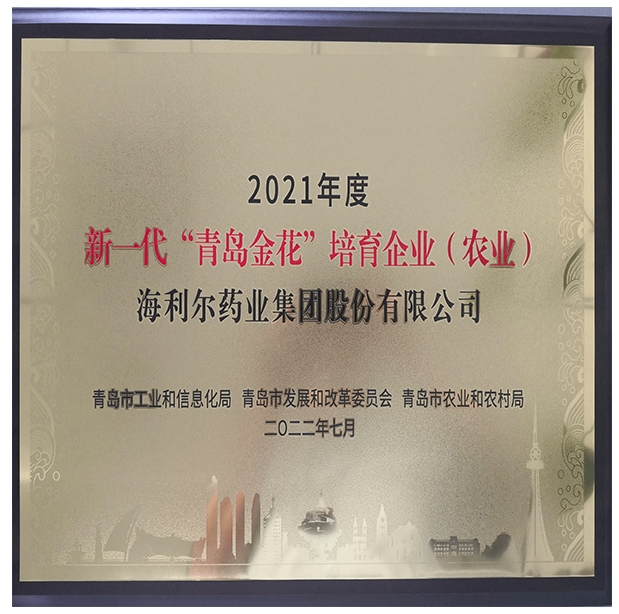 2021年度
新一代“青岛金花”培育企业（农业）
海利尔药业集团股份有限公司
青岛市工业和信息化局 青岛市发展和改革委员会 青岛市农业和农村局
二〇二二年七月